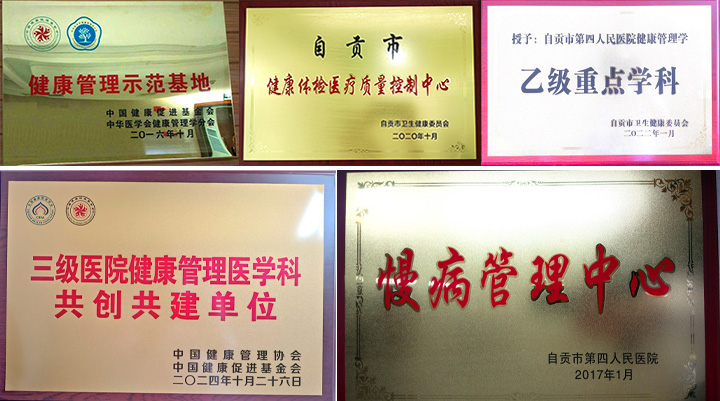 健康管理示范基地
中国健康促进基金会
中华医学会健康管理学分会
二〇一六年十月
自贡市
健康体检医疗质量控制中心
自贡市卫生健康委员会
二〇二〇年十月
授予：自贡市第四人民医院健康管理学
乙级重点学科
自贡市卫生健康委员会
二〇二二年一月
三级医院健康管理医学科
共创共建单位
中国健康管理协会
中国健康促进基金会
二〇二四年十月二十六日
慢病管理中心
自贡市第四人民医院
2017年1月